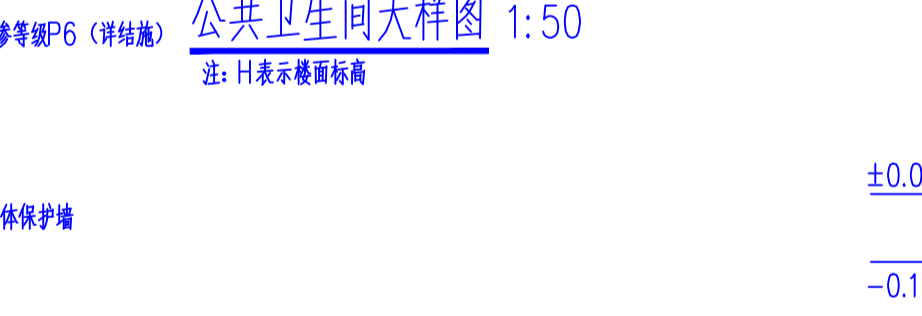 渗等级P6（详结施）
公共卫生间大样图 1:50
注：H表示楼面标高
±0.0
体保护墙
-0.1